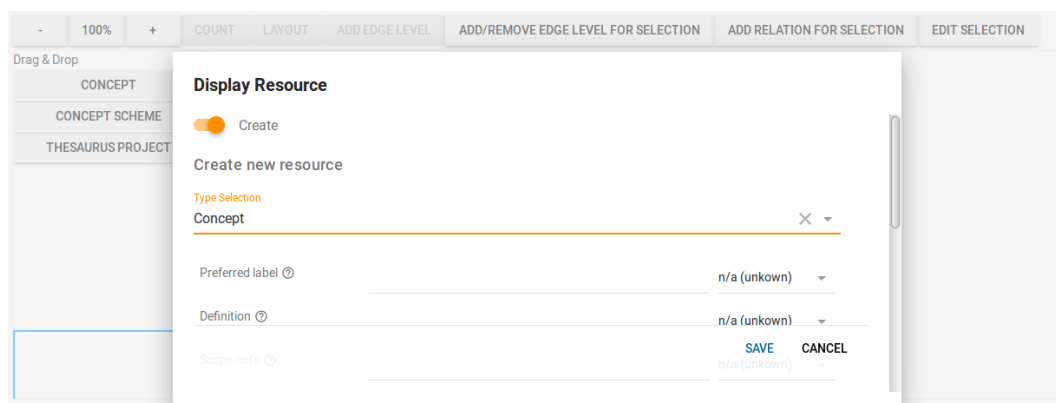 - 100% + COUNT LAYOUT ADD EDGE LEVEL ADD/REMOVE EDGE LEVEL FOR SELECTION ADD RELATION FOR SELECTION EDIT SELECTION
Drag & Drop
CONCEPT
CONCEPT SCHEME
THESAURUS PROJECT
Display Resource
Create
Create new resource
Type Selection
Concept
Preferred label n/a (unkown)
Definition n/a (unkown)
SAVE CANCEL
Scope note n/a (unkown)